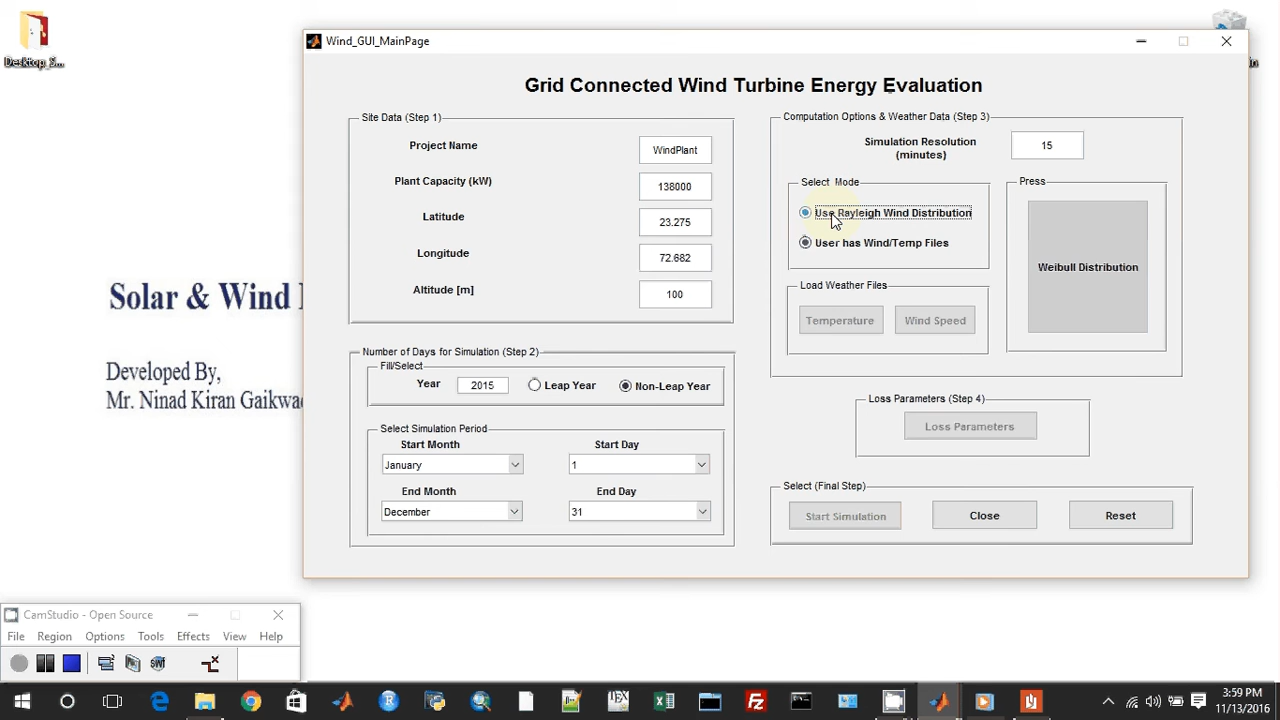 Desktop_S...
in
Solar & Wind
Developed By,
Mr. Ninad Kiran Gaikwa
Wind_GUI_MainPage
Grid Connected Wind Turbine Energy Evaluation
Site Data (Step 1)
Project Name
WindPlant
Plant Capacity (kW)
138000
Latitude
23.275
Longitude
72.682
Altitude [m]
100
Number of Days for Simulation (Step 2)
Fill/Select
Year
2015
Leap Year
Non-Leap Year
Select Simulation Period
Start Month
Start Day
January
1
End Month
End Day
December
31
Computation Options & Weather Data (Step 3)
Simulation Resolution
(minutes)
15
Select Mode
Use Rayleigh Wind Distribution
User has Wind/Temp Files
Load Weather Files
Temperature
Wind Speed
Press
Weibull Distribution
Loss Parameters (Step 4)
Loss Parameters
Select (Final Step)
Start Simulation
Close
Reset
CamStudio - Open Source
File Region Options Tools Effects View Help
SWF
3:59 PM
11/13/2016